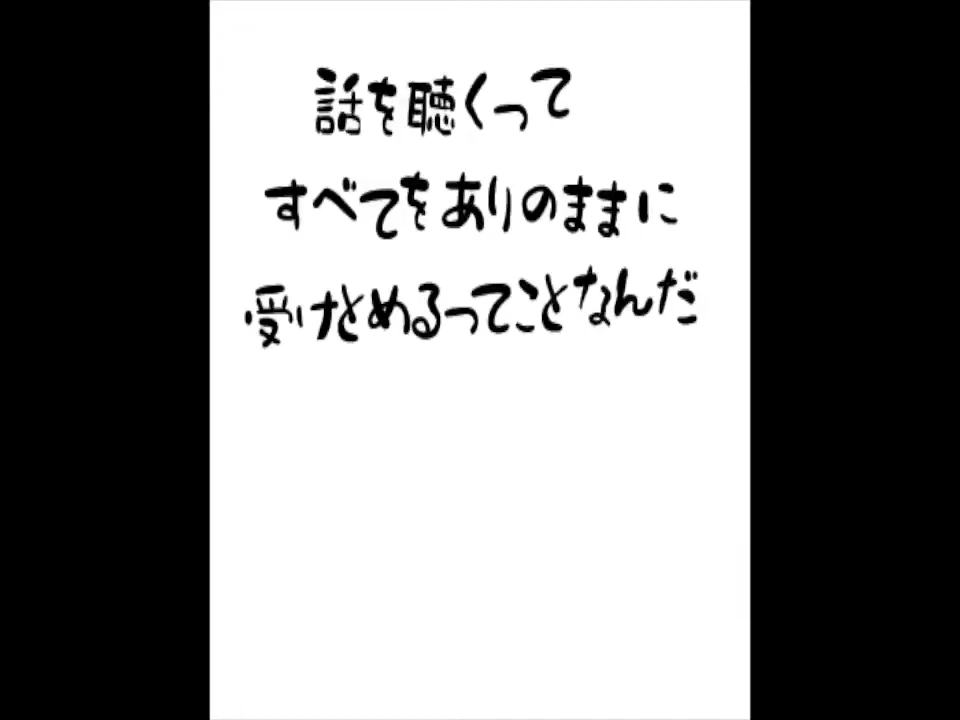 話を聴くって
すべてをありのままに
受けとめるってことなんだ